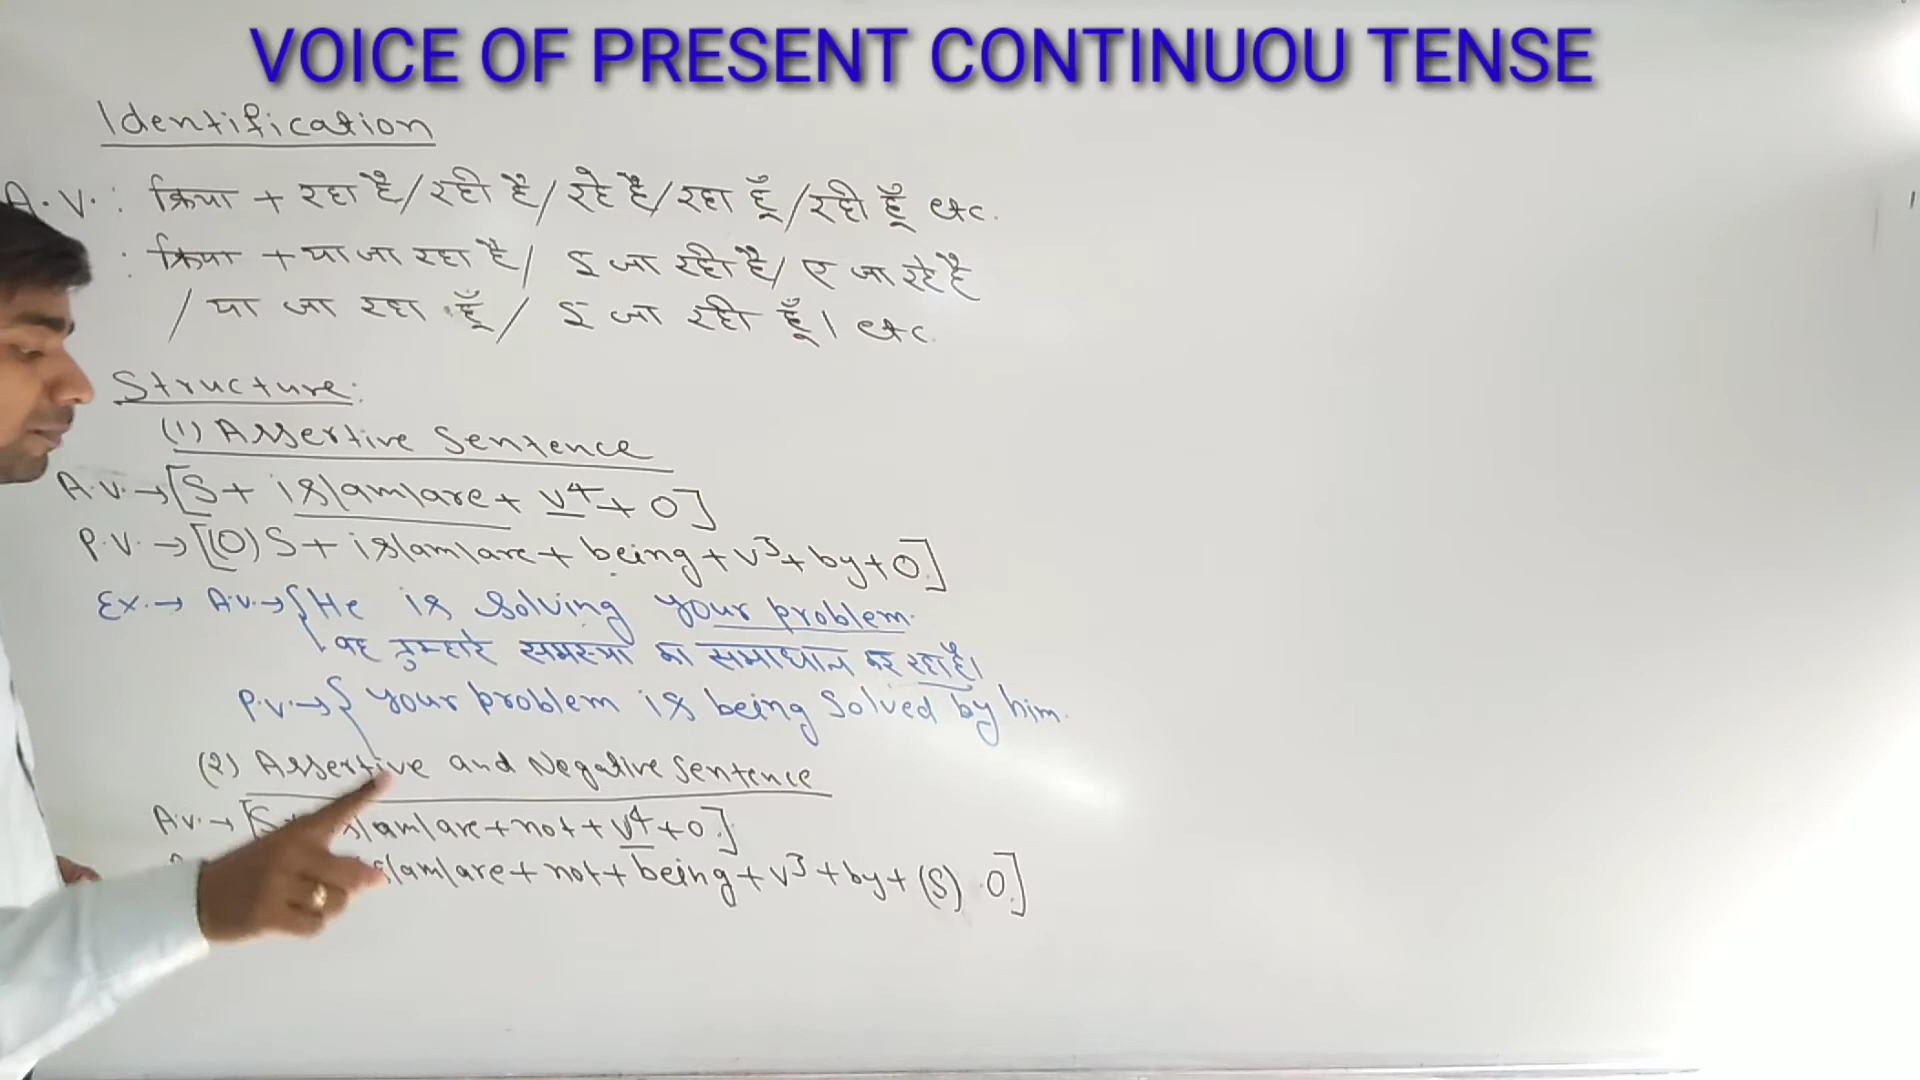 VOICE OF PRESENT CONTINUOU TENSE
Identification
A.V.: क्रिया + रहा है/रही है/रहे है/रहा हूँ/रही हूँ etc.
: क्रिया + या जा रहा है/ ई जा रही है/ ए जा रहे है
/ या जा रहा हूँ/ ई जा रही हूँ। etc.
Structure:
(1) Assertive Sentence
A.V. → [S + is/am/are + V⁴ + O]
P.V. → [(O) S + is/am/are + being + V³ + by + O.]
Ex. → A.V. → {He is solving your problem.
वह तुम्हारे समस्या का समाधान कर रहा है।
P.V. → { your problem is being solved by him.
(2) Assertive and Negative Sentence
A.V. → [S+ is/am/are + not + V⁴ + O.]
/am/are + not + being + V³ + by + (S) O.]